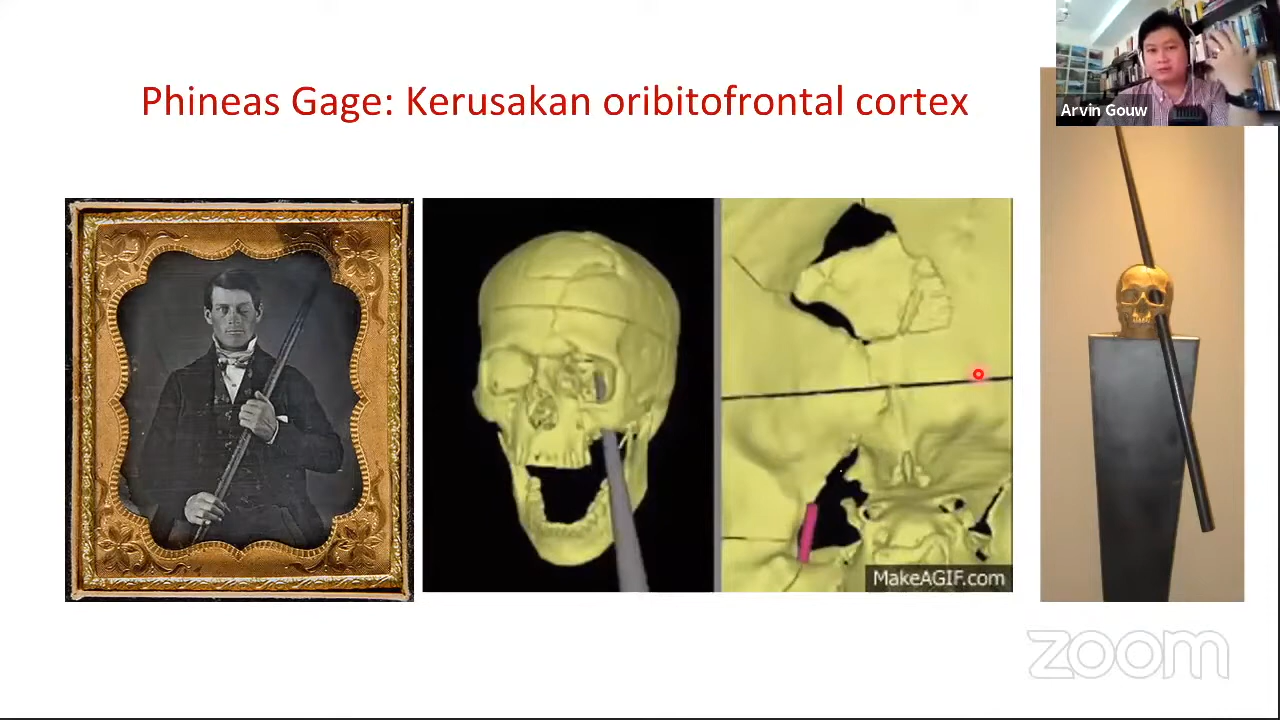 Phineas Gage: Kerusakan oribitofrontal cortex
Arvin Gouw
MakeAGIF.com
zoom